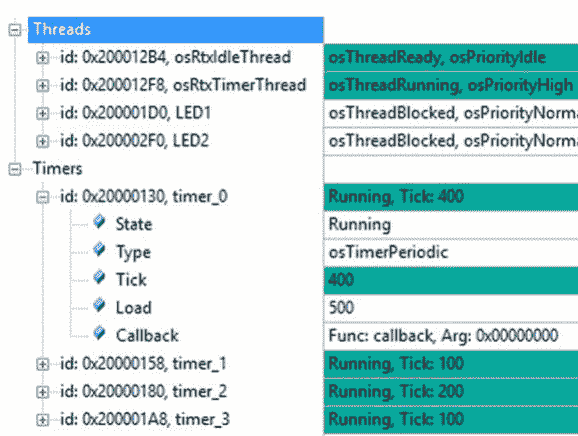 Threads
id: 0x200012B4, osRtxIdleThread osThreadReady, osPriorityIdle
id: 0x200012F8, osRtxTimerThread osThreadRunning, osPriorityHigh
id: 0x200001D0, LED1 osThreadBlocked, osPriorityNorma
id: 0x200002F0, LED2 osThreadBlocked, osPriorityNorma
Timers
id: 0x20000130, timer_0 Running, Tick: 400
State Running
Type osTimerPeriodic
Tick 400
Load 500
Callback Func: callback, Arg: 0x00000000
id: 0x20000158, timer_1 Running, Tick: 100
id: 0x20000180, timer_2 Running, Tick: 200
id: 0x200001A8, timer_3 Running, Tick: 100